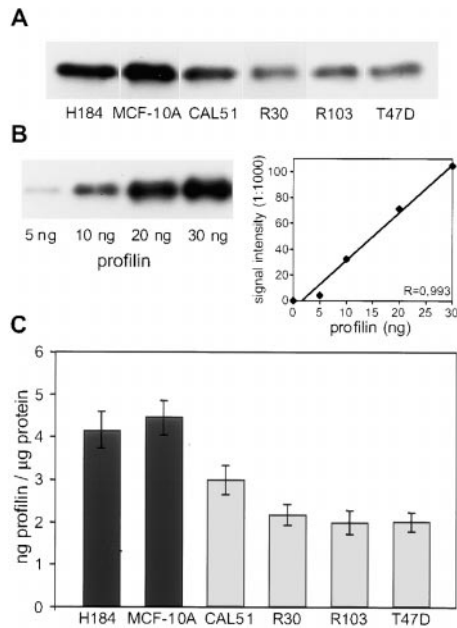 A
H184 MCF-10A CAL51 R30 R103 T47D
B
5 ng 10 ng 20 ng 30 ng
profilin
signal intensity (1:1000)
100
80
60
40
20
0
R=0,993
0 5 10 15 20 25 30
profilin (ng)
C
ng profilin / µg protein
6
5
4
3
2
1
0
H184 MCF-10A CAL51 R30 R103 T47D